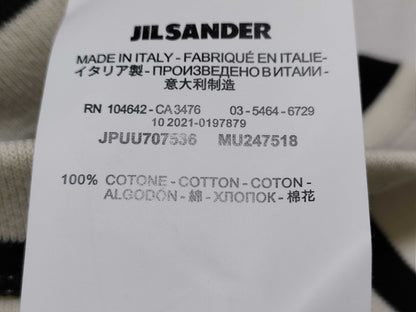 JIL SANDER
MADE IN ITALY - FABRIQUÉ EN ITALIE-
イタリア製 - ПРОИЗВЕДЕНО В ИТАИИ -
意大利制造
RN 104642 - CA 3476 03 - 5464 - 6729
10 2021-0197879
JPUU707536 MU247518
100% COTONE - COTTON - COTON -
ALGODÓN - 綿 - ХЛОПОК - 棉花